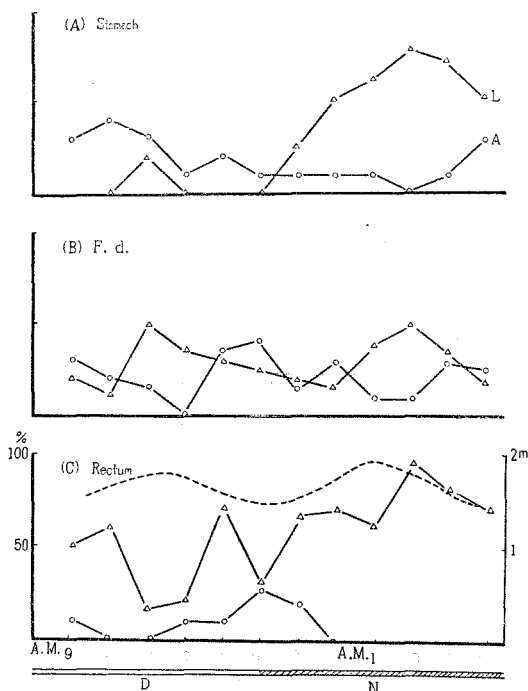 (A) Stomach
L
A
(B) F. d.
%
100
(C) Rectum
2m
50
1
A.M.9
A.M.1
D
N